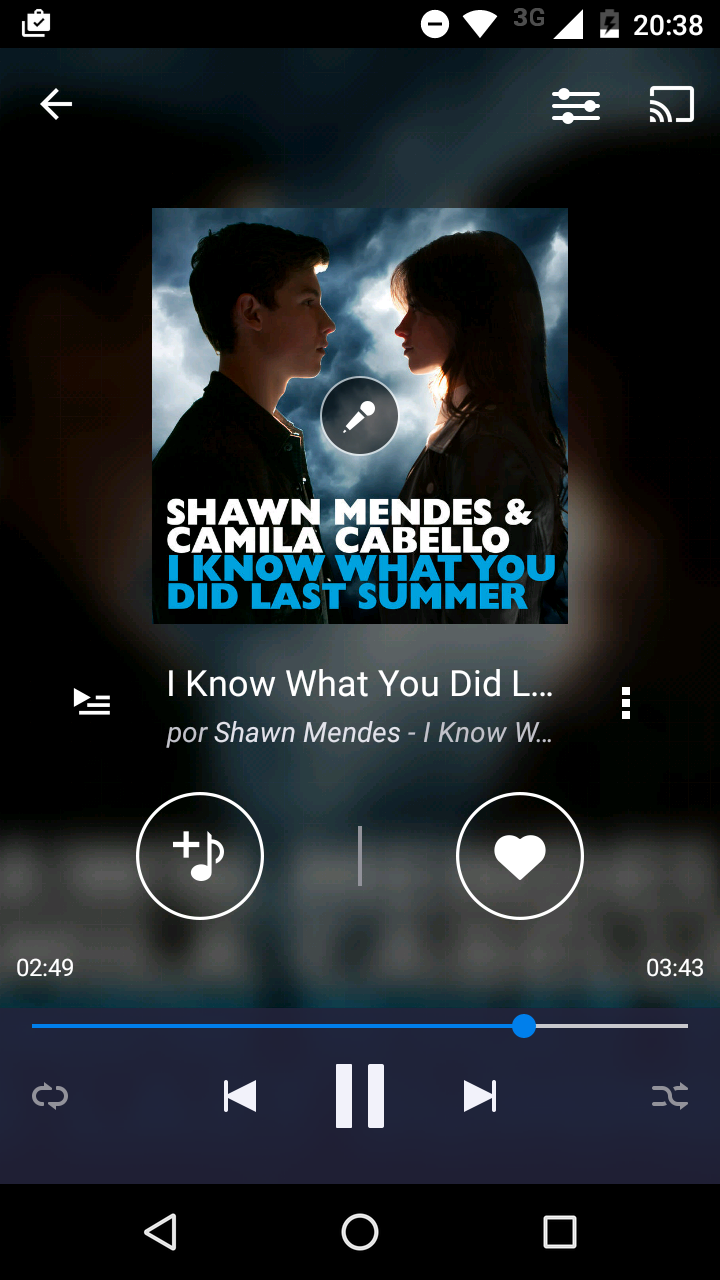 3G 20:38
SHAWN MENDES &
CAMILA CABELLO
I KNOW WHAT YOU
DID LAST SUMMER
I Know What You Did L...
por Shawn Mendes - I Know W...
02:49 03:43